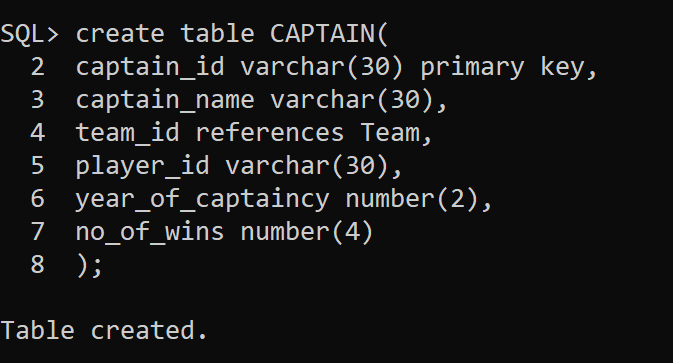 SQL> create table CAPTAIN(
  2  captain_id varchar(30) primary key,
  3  captain_name varchar(30),
  4  team_id references Team,
  5  player_id varchar(30),
  6  year_of_captaincy number(2),
  7  no_of_wins number(4)
  8  );
Table created.